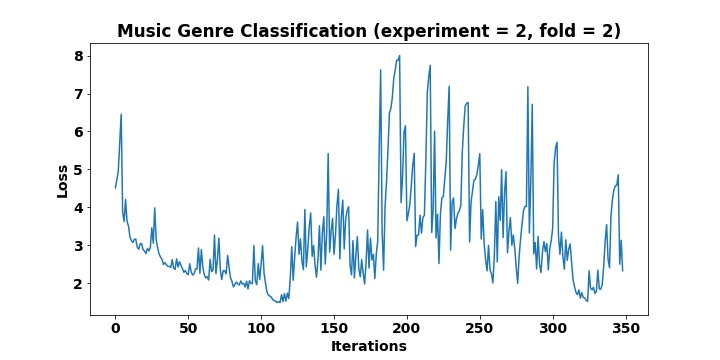 Music Genre Classification (experiment = 2, fold = 2)
8
7
6
5
4
3
2
Loss
0 50 100 150 200 250 300 350
Iterations